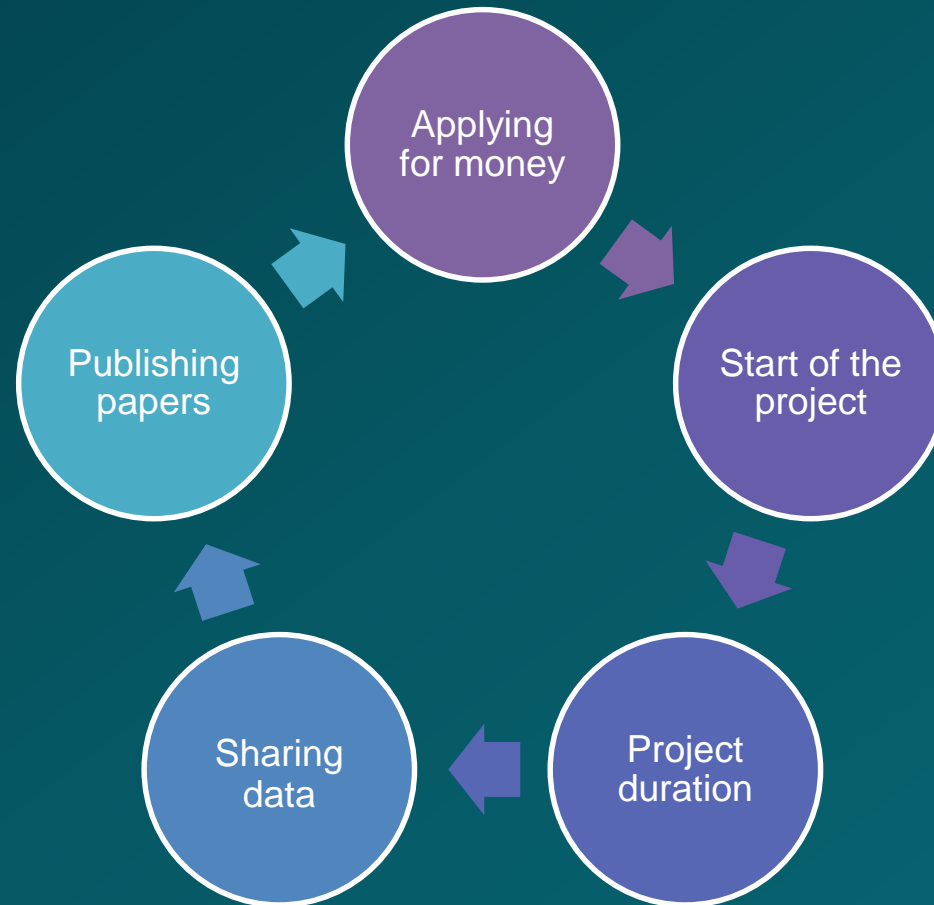 Applying
for money
Start of the
project
Project
duration
Sharing
data
Publishing
papers